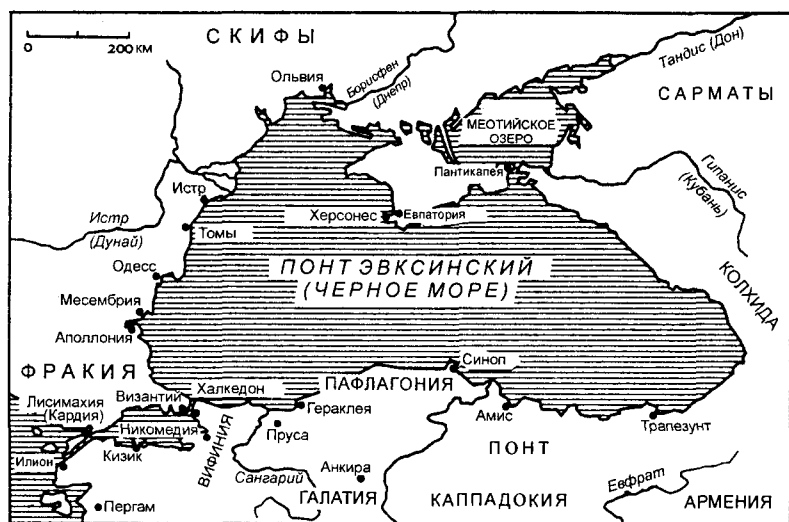 СКИФЫ
200 КМ
Ольвия
Борисфен
(Днепр)
Танаис (Дон)
САРМАТЫ
МЕОТИЙСКОЕ
ОЗЕРО
Пантикапея
Гипанис
(Кубань)
Истр
Истр
(Дунай)
Томы
Херсонес
Евпатория
КОЛХИДА
Одесс
ПОНТ ЭВКСИНСКИЙ
(ЧЕРНОЕ МОРЕ)
Месембрия
Аполлония
ФРАКИЯ
Синоп
Халкедон
ПАФЛАГОНИЯ
Лисимахия
(Кардия)
Византий
Гераклея
Амис
Трапезунт
Никомедия
ВИФИНИЯ
Пруса
ПОНТ
Кизик
Илион
Анкира
Сангарий
Евфрат
Пергам
ГАЛАТИЯ
КАППАДОКИЯ
АРМЕНИЯ